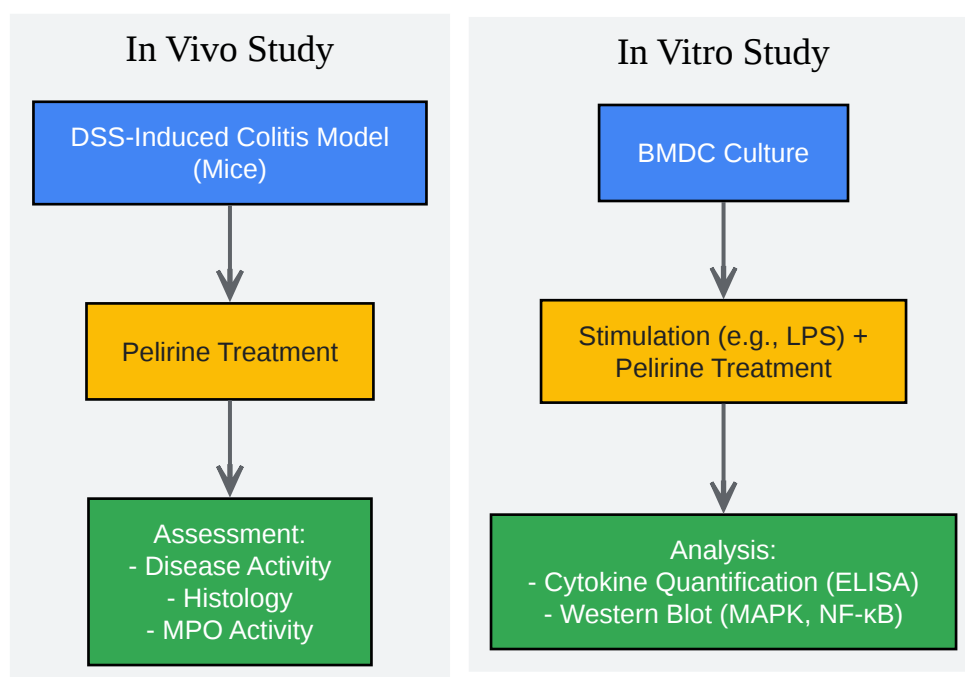 In Vivo Study
DSS-Induced Colitis Model
(Mice)
Pelirine Treatment
Assessment:
- Disease Activity
- Histology
- MPO Activity
In Vitro Study
BMDC Culture
Stimulation (e.g., LPS) +
Pelirine Treatment
Analysis:
- Cytokine Quantification (ELISA)
- Western Blot (MAPK, NF-κB)